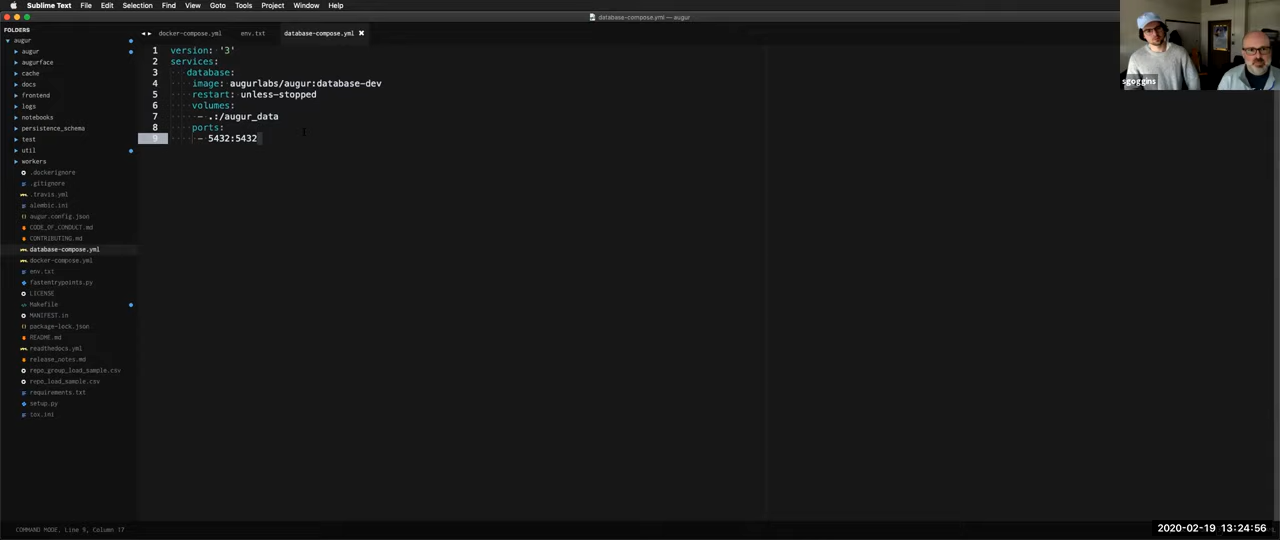 Sublime Text File Edit Selection Find View Goto Tools Project Window Help
database-compose.yml — augur
FOLDERS
augur
augur
augurface
cache
docs
frontend
logs
notebooks
persistence_schema
test
util
workers
.dockerignore
.gitignore
.travis.yml
alembic.ini
augur.config.json
CODE_OF_CONDUCT.md
CONTRIBUTING.md
database-compose.yml
docker-compose.yml
env.txt
fastentrypoints.py
LICENSE
Makefile
MANIFEST.in
package-lock.json
README.md
readthedocs.yml
release_notes.md
repo_group_load_sample.csv
repo_load_sample.csv
requirements.txt
setup.py
tox.ini
docker-compose.yml env.txt database-compose.yml
1 version: '3'
2 services:
3 database:
4 image: augurlabs/augur:database-dev
5 restart: unless-stopped
6 volumes:
7 - .:/augur_data
8 ports:
9 - 5432:5432
sgoggins
COMMAND MODE, Line 9, Column 17
2020-02-19 13:24:56